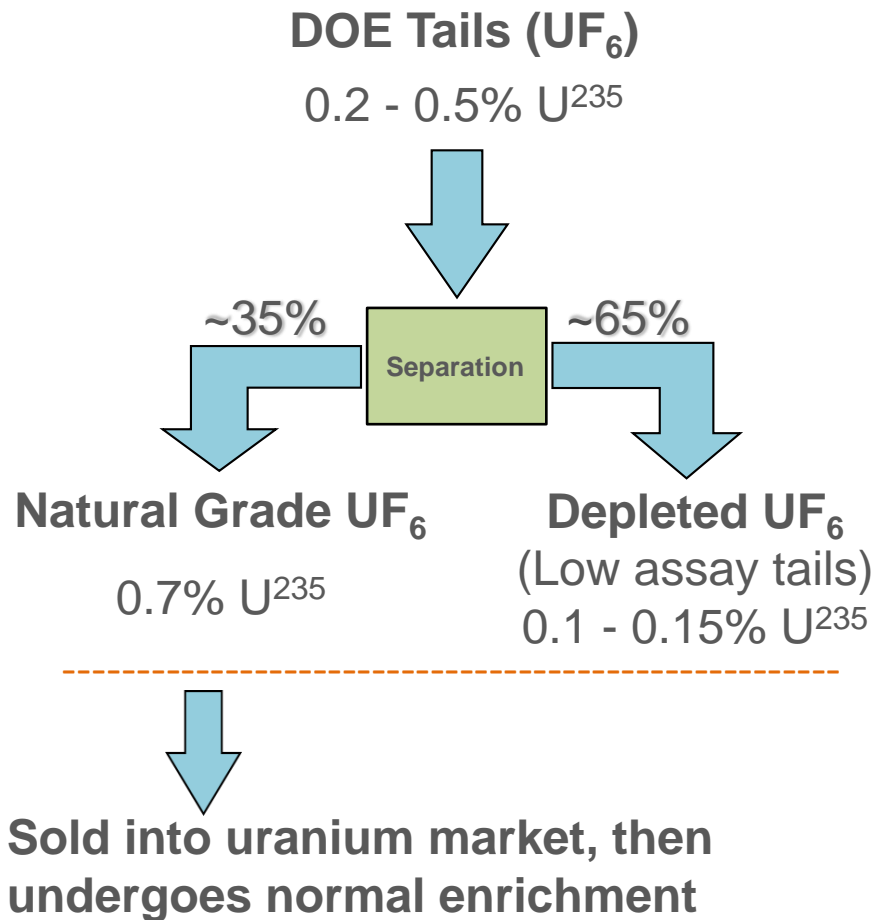 DOE Tails (UF₆)
0.2 - 0.5% U²³⁵
~35%
~65%
Separation
Natural Grade UF₆
0.7% U²³⁵
Depleted UF₆
(Low assay tails)
0.1 - 0.15% U²³⁵
Sold into uranium market, then
undergoes normal enrichment